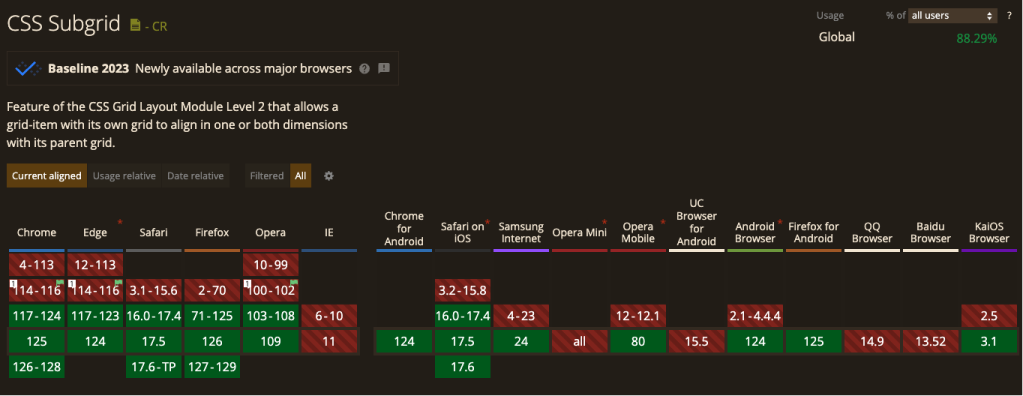 CSS Subgrid - CR
Usage % of all users ?
Global 88.29%
Baseline 2023 Newly available across major browsers ?
Feature of the CSS Grid Layout Module Level 2 that allows a
grid-item with its own grid to align in one or both dimensions
with its parent grid.
Current aligned Usage relative Date relative Filtered All
Chrome Edge * Safari Firefox Opera IE Chrome for Android Safari on iOS * Samsung Internet Opera Mini * Opera Mobile * UC Browser for Android Android Browser * Firefox for Android QQ Browser Baidu Browser KaiOS Browser
4-113 12-113 10-99
1 114-116 1 114-116 3.1-15.6 2-70 1 100-102 3.2-15.8
117-124 117-123 16.0-17.4 71-125 103-108 6-10 16.0-17.4 4-23 12-12.1 2.1-4.4.4 2.5
125 124 17.5 126 109 11 124 17.5 24 all 80 15.5 124 125 14.9 13.52 3.1
126-128 17.6-TP 127-129 17.6